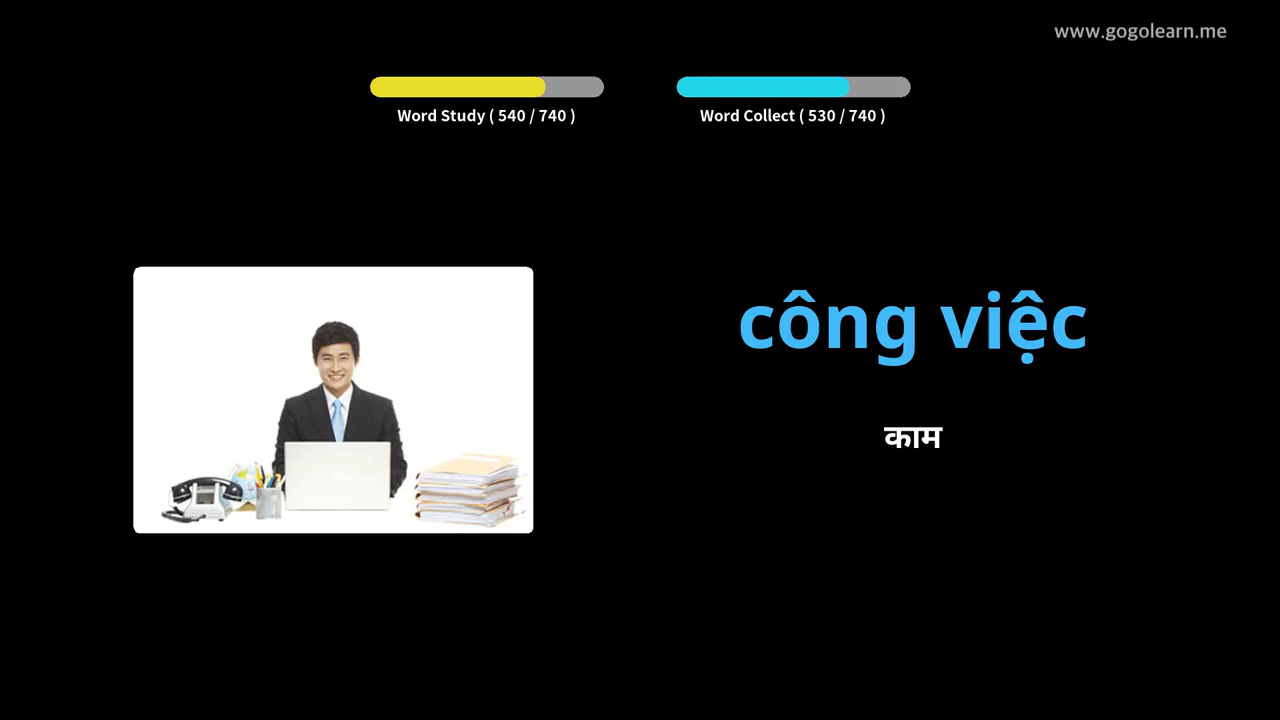 www.gogolearn.me
Word Study ( 540 / 740 )
Word Collect ( 530 / 740 )
công việc
काम